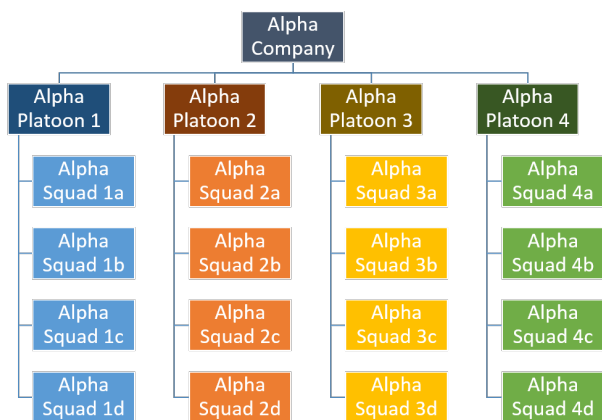 Alpha
Company
Alpha
Platoon 1
Alpha
Platoon 2
Alpha
Platoon 3
Alpha
Platoon 4
Alpha
Squad 1a
Alpha
Squad 2a
Alpha
Squad 3a
Alpha
Squad 4a
Alpha
Squad 1b
Alpha
Squad 2b
Alpha
Squad 3b
Alpha
Squad 4b
Alpha
Squad 1c
Alpha
Squad 2c
Alpha
Squad 3c
Alpha
Squad 4c
Alpha
Squad 1d
Alpha
Squad 2d
Alpha
Squad 3d
Alpha
Squad 4d